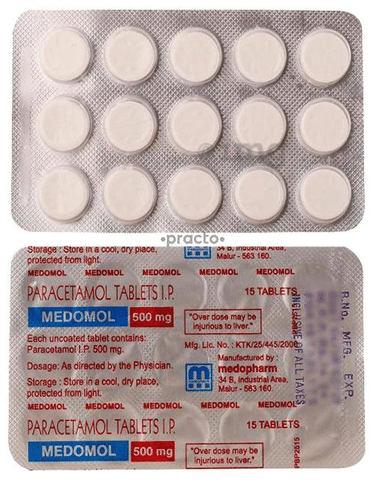 •practo•
Storage : Store in a cool, dry place,
protected from light.
34 B, Industrial Area,
Malur - 563 160.
MEDOMOL MEDOMOL MEDOMOL MEDOMOL
PARACETAMOL TABLETS I.P. 15 TABLETS
MEDOMOL 500 mg
"Over dose may be
injurious to liver."
Each uncoated tablet contains:
Paracetamol I.P. 500 mg.
Mfg. Lic. No. : KTK/25/445/2006
Dosage: As directed by the Physician.
Manufactured by :
medopharm
34 B, Industrial Area,
Malur - 563 160.
Storage : Store in a cool, dry place,
protected from light.
MEDOMOL MEDOMOL MEDOMOL MEDOMOL
PARACETAMOL TABLETS I.P. 15 TABLETS
MEDOMOL 500 mg
"Over dose may be
injurious to liver."
INCLUSIVE OF ALL TAXES
B.No. MFG. EXP.